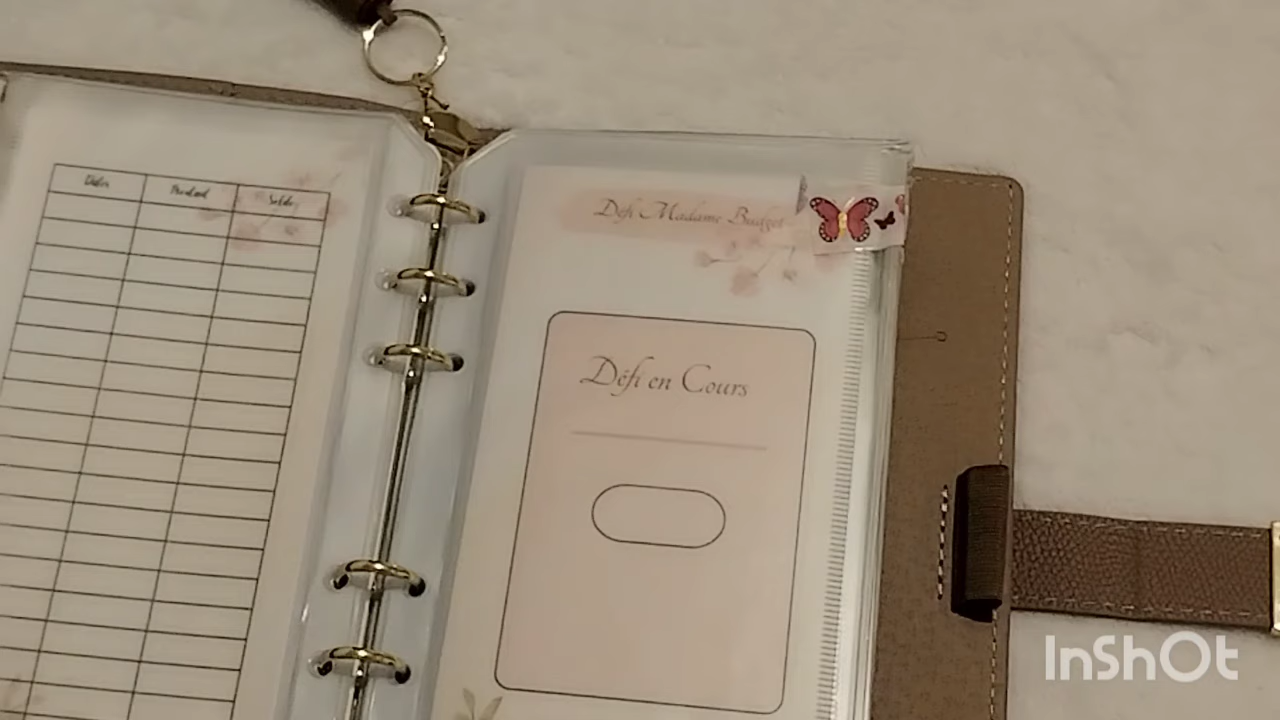 Dates
Montant
Solde
Défi Madame Budget
Défi en Cours
InShOt